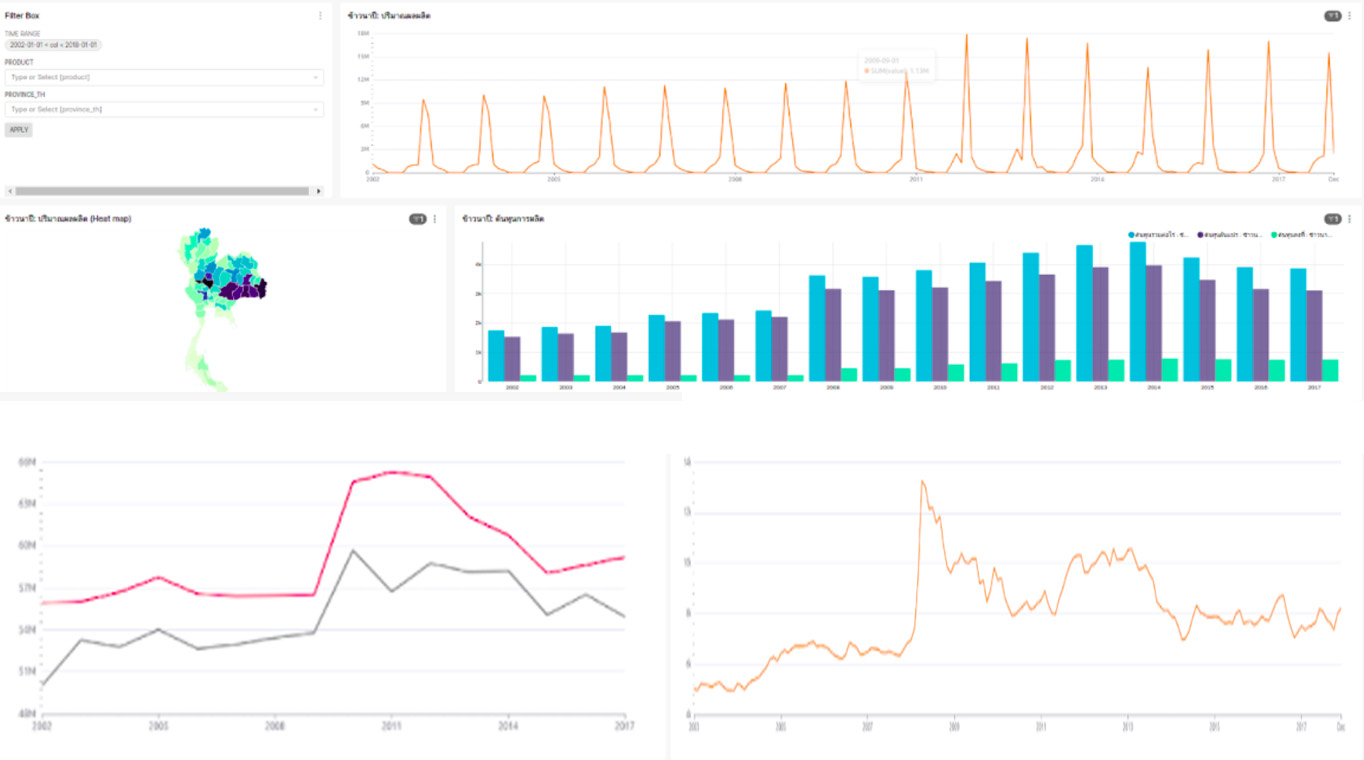 Filter Box
TIME RANGE
2002-01-01 < col < 2018-01-01
PRODUCT
Type or Select [product]
PROVINCE_TH
Type or Select [province_th]
APPLY
ข้าวนาปี: ปริมาณผลผลิต
18M
15M
12M
9M
6M
3M
0
2002
2005
2008
2011
2014
2017
Dec
2009-09-01
SUM(value): 1.13M
ข้าวนาปี: ปริมาณผลผลิต (Heat map)
ข้าวนาปี: ต้นทุนการผลิต
ต้นทุนรวมต่อไร่ : ข...
ต้นทุนผันแปร : ข้าวน...
ต้นทุนคงที่ : ข้าวนา...
4k
3k
2k
1k
0
2002
2003
2004
2005
2006
2007
2008
2009
2010
2011
2012
2013
2014
2015
2016
2017
66M
63M
60M
57M
54M
51M
48M
2002
2005
2008
2011
2014
2017
2003
2005
2007
2009
2011
2013
2015
2017
Dec